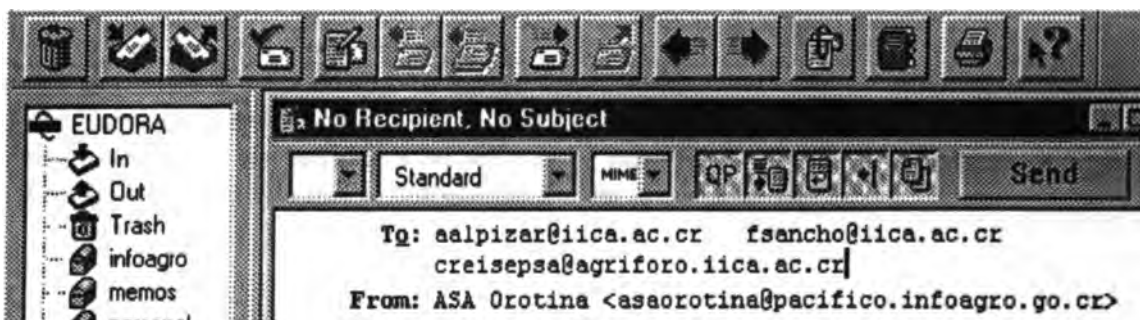 EUDORA
In
Out
Trash
infoagro
memos
No Recipient, No Subject
Standard
MIME
QP
Send
To: aalpizar@iica.ac.cr fsancho@iica.ac.cr
creisepsa@agriforo.iica.ac.cr
From: ASA Orotina <asaorotina@pacifico.infoagro.go.cr>